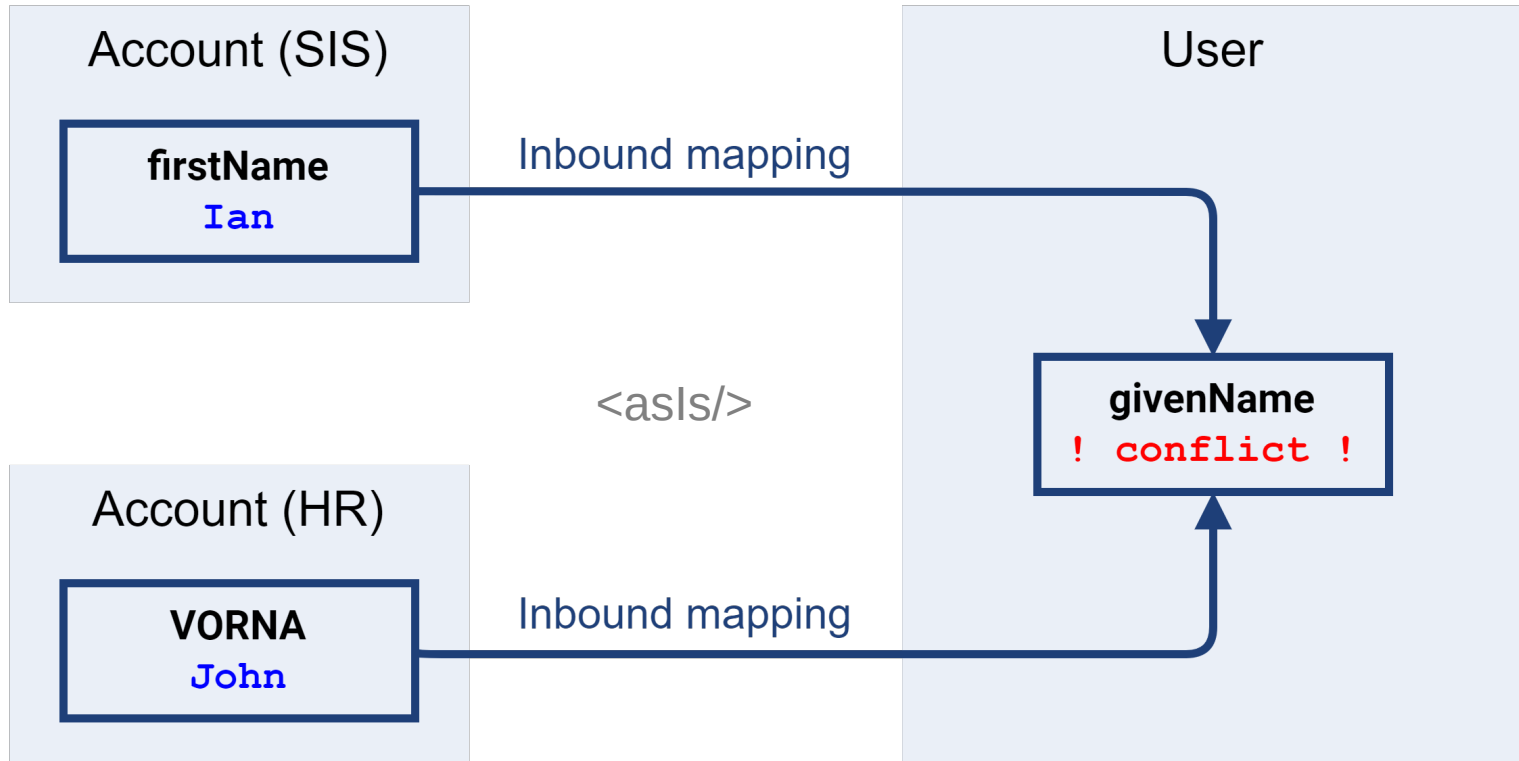 Account (SIS)
User
firstName
Ian
Inbound mapping
<asIs/>
givenName
! conflict !
Account (HR)
VORNA
John
Inbound mapping